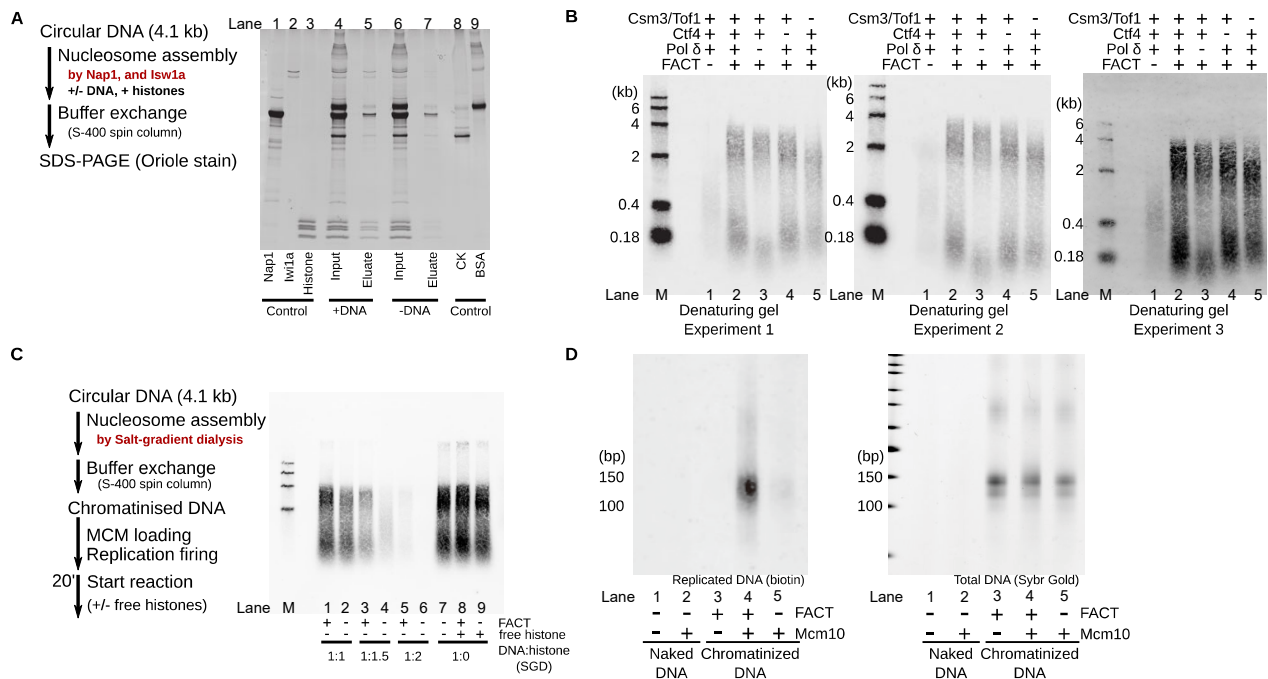 A
Circular DNA (4.1 kb)
Nucleosome assembly
by Nap1, and Isw1a
+/- DNA, + histones
Buffer exchange
(S-400 spin column)
SDS-PAGE (Oriole stain)
Lane 1 2 3 4 5 6 7 8 9
Nap1 Iwi1a Histone Input Eluate Input Eluate CK BSA
Control +DNA -DNA Control
B
Csm3/Tof1 + + + + -
Ctf4 + + + - +
Pol δ + + - + +
FACT - + + + +
(kb)
6
4
2
0.4
0.18
Lane M 1 2 3 4 5
Denaturing gel
Experiment 1
Csm3/Tof1 + + + + -
Ctf4 + + + - +
Pol δ + + - + +
FACT - + + + +
(kb)
6
4
2
0.4
0.18
Lane M 1 2 3 4 5
Denaturing gel
Experiment 2
Csm3/Tof1 + + + + -
Ctf4 + + + - +
Pol δ + + - + +
FACT - + + + +
(kb)
6
4
2
0.4
0.18
Lane M 1 2 3 4 5
Denaturing gel
Experiment 3
C
Circular DNA (4.1 kb)
Nucleosome assembly
by Salt-gradient dialysis
Buffer exchange
(S-400 spin column)
Chromatinised DNA
MCM loading
Replication firing
20' Start reaction
(+/- free histones)
Lane M 1 2 3 4 5 6 7 8 9
+ - + - + - - + - FACT
- - - - - - - + + free histone
1:1 1:1.5 1:2 1:0 DNA:histone
(SGD)
D
(bp)
150
100
Replicated DNA (biotin)
Lane 1 2 3 4 5
- - + + - FACT
- + - + + Mcm10
Naked DNA
Chromatinized DNA
(bp)
150
100
Total DNA (Sybr Gold)
Lane 1 2 3 4 5
- - + + - FACT
- + - + + Mcm10
Naked DNA
Chromatinized DNA